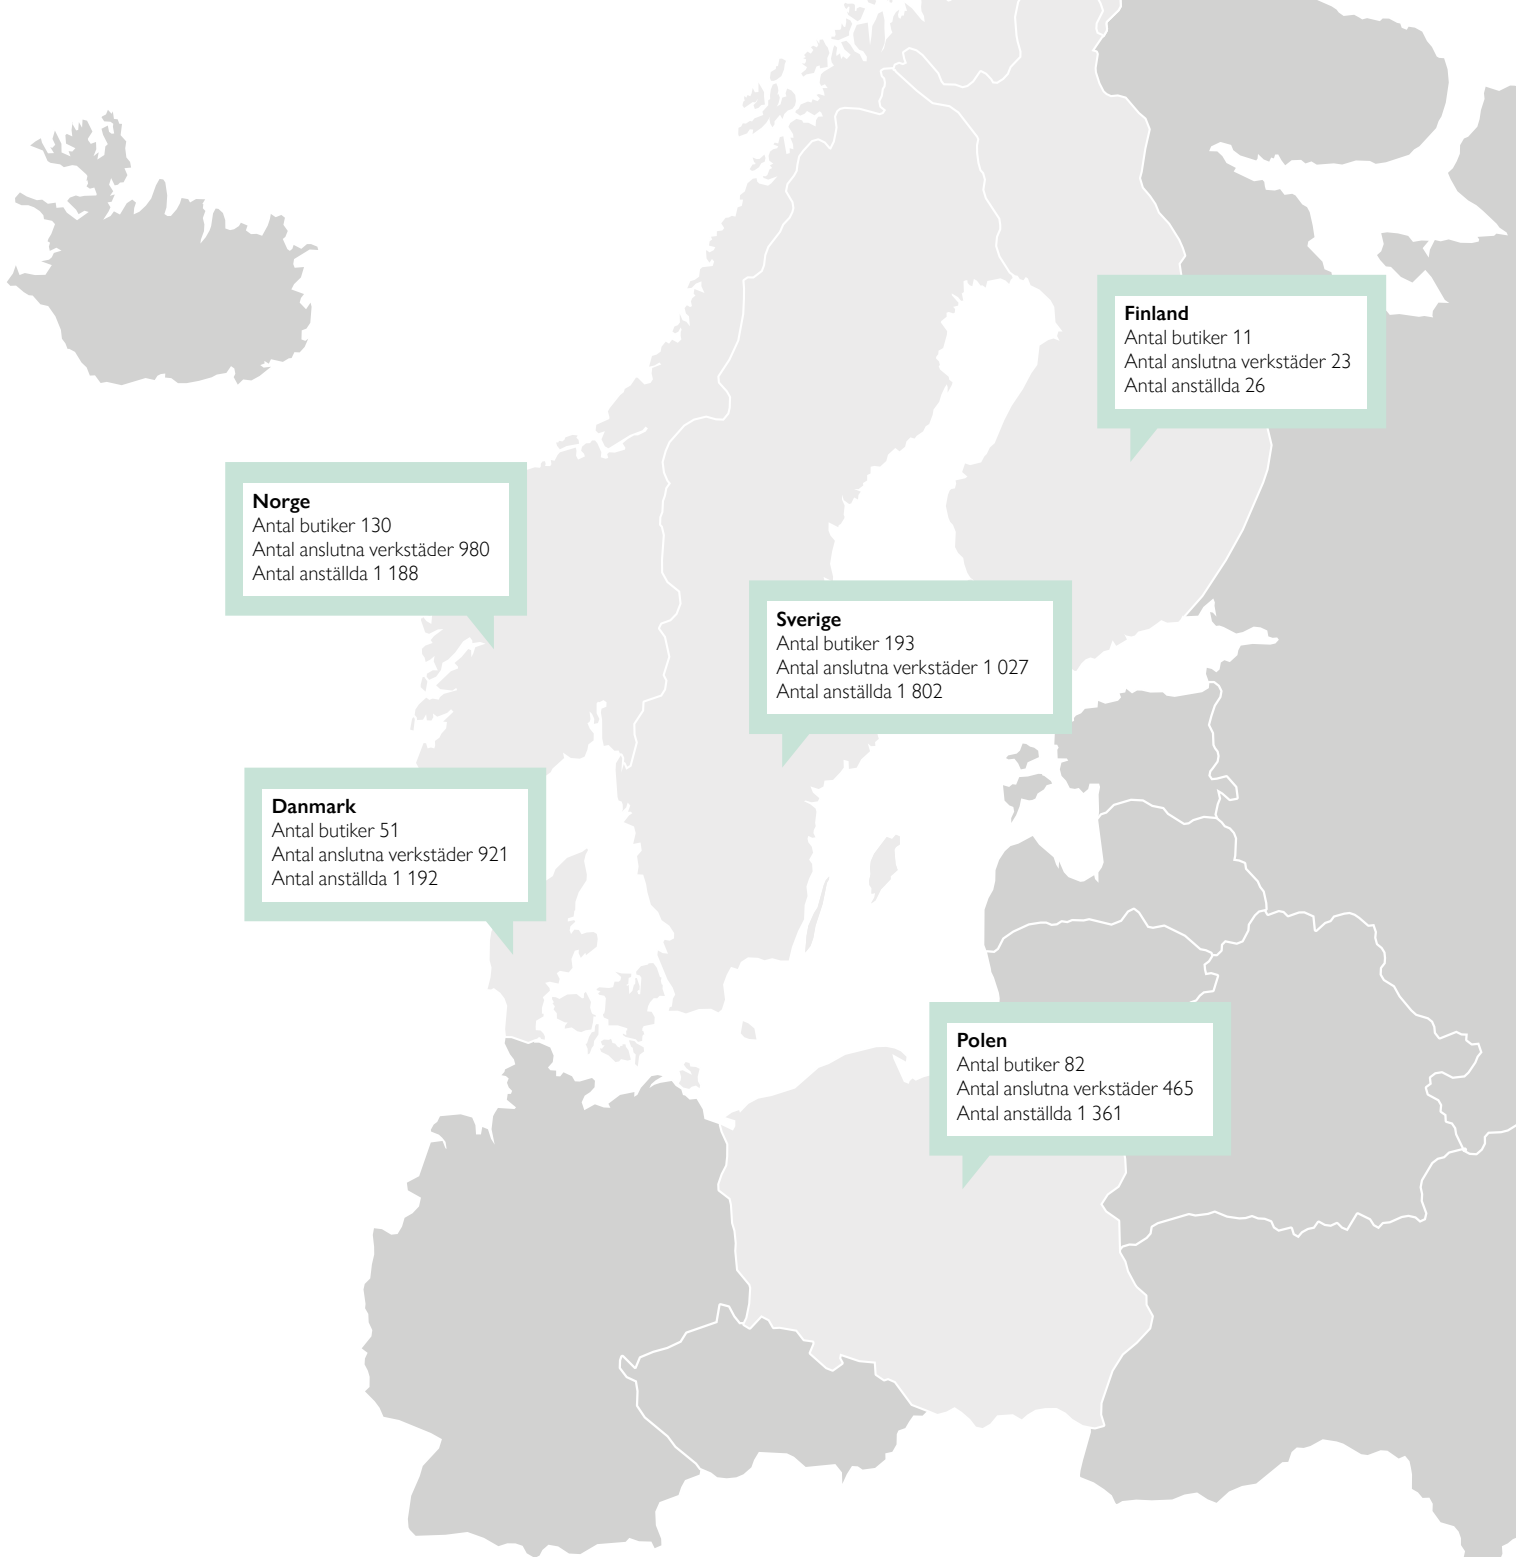 Finland
Antal butiker 11
Antal anslutna verkstäder 23
Antal anställda 26
Norge
Antal butiker 130
Antal anslutna verkstäder 980
Antal anställda 1 188
Sverige
Antal butiker 193
Antal anslutna verkstäder 1 027
Antal anställda 1 802
Danmark
Antal butiker 51
Antal anslutna verkstäder 921
Antal anställda 1 192
Polen
Antal butiker 82
Antal anslutna verkstäder 465
Antal anställda 1 361